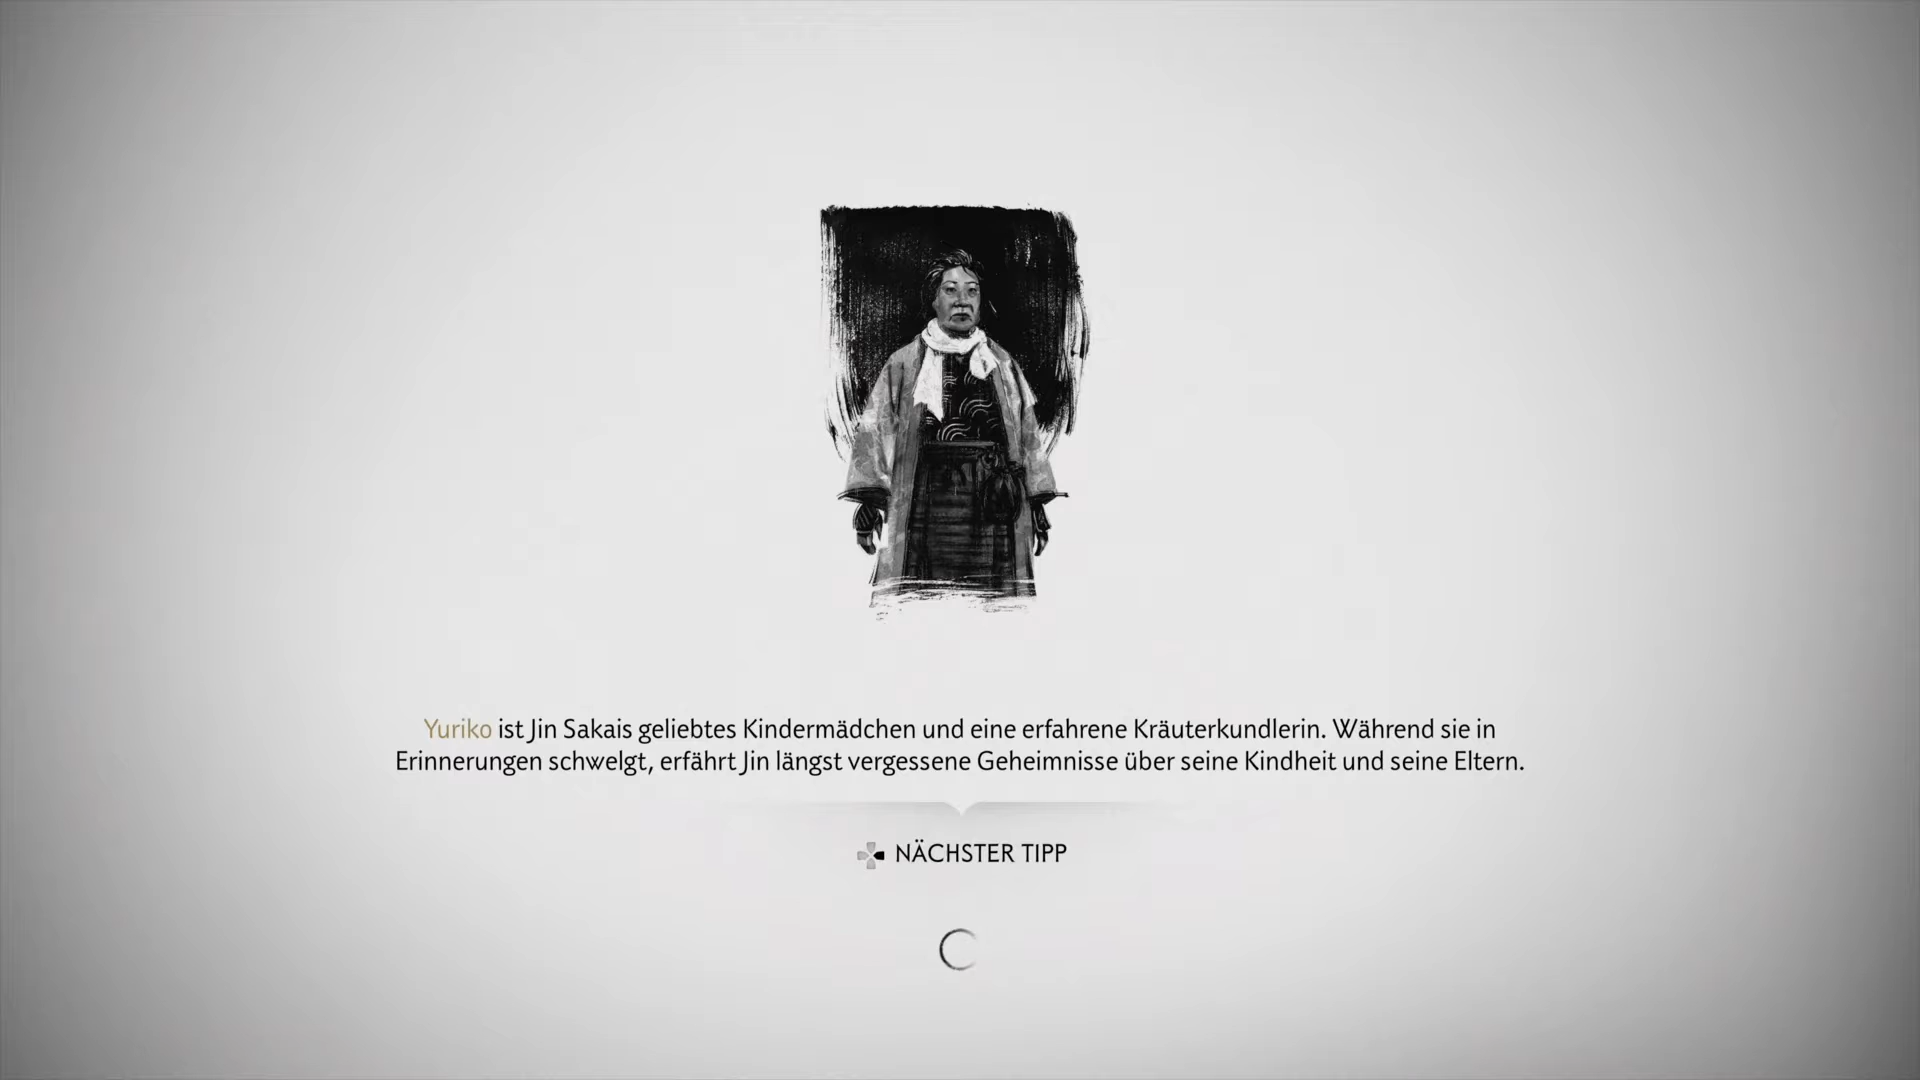 Yuriko ist Jin Sakais geliebtes Kindermädchen und eine erfahrene Kräuterkundlerin. Während sie in
Erinnerungen schwelgt, erfährt Jin längst vergessene Geheimnisse über seine Kindheit und seine Eltern.
NÄCHSTER TIPP